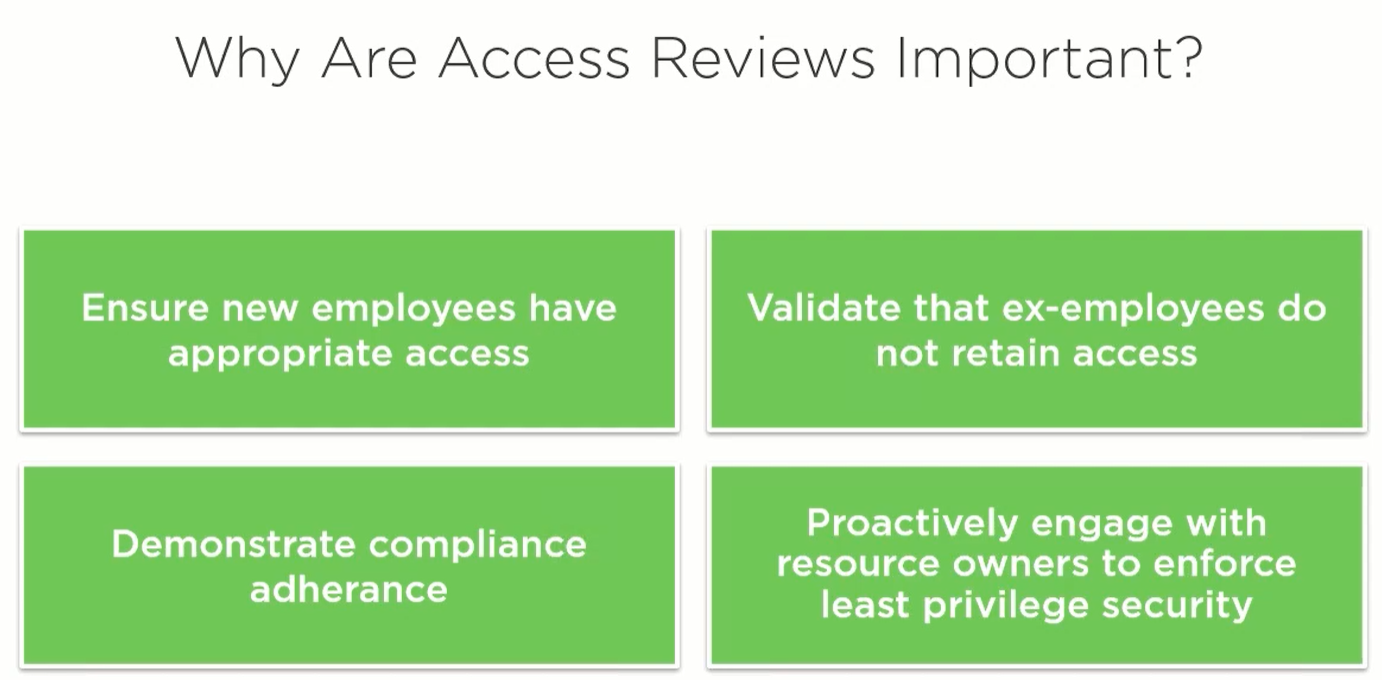 Why Are Access Reviews Important?
Ensure new employees have
appropriate access
Validate that ex-employees do
not retain access
Demonstrate compliance
adherance
Proactively engage with
resource owners to enforce
least privilege security